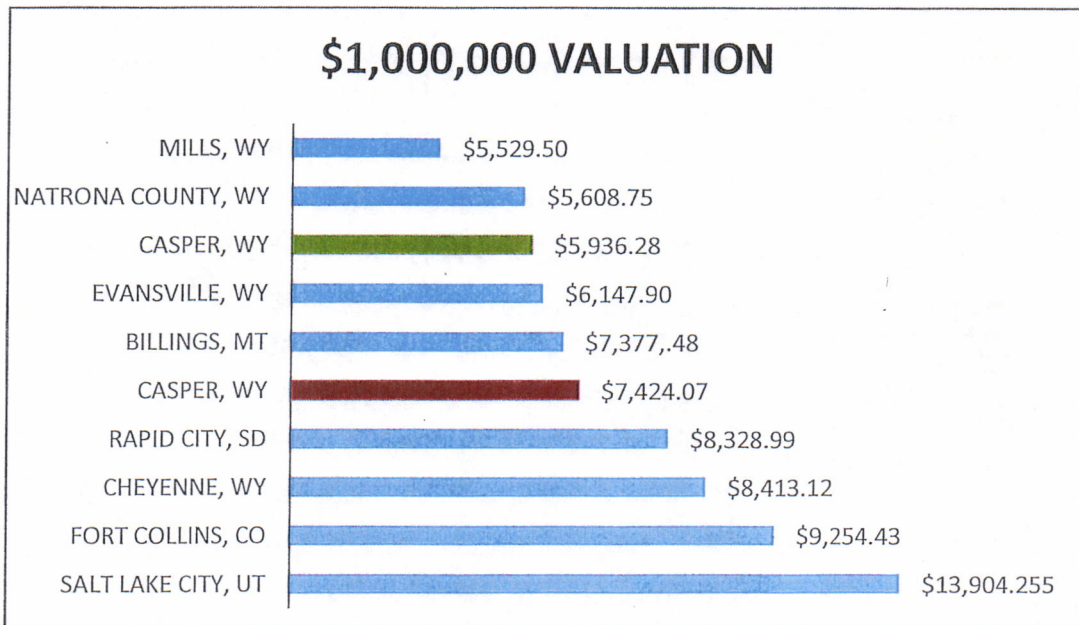 $1,000,000 VALUATION
MILLS, WY $5,529.50
NATRONA COUNTY, WY $5,608.75
CASPER, WY $5,936.28
EVANSVILLE, WY $6,147.90
BILLINGS, MT $7,377,.48
CASPER, WY $7,424.07
RAPID CITY, SD $8,328.99
CHEYENNE, WY $8,413.12
FORT COLLINS, CO $9,254.43
SALT LAKE CITY, UT $13,904.255